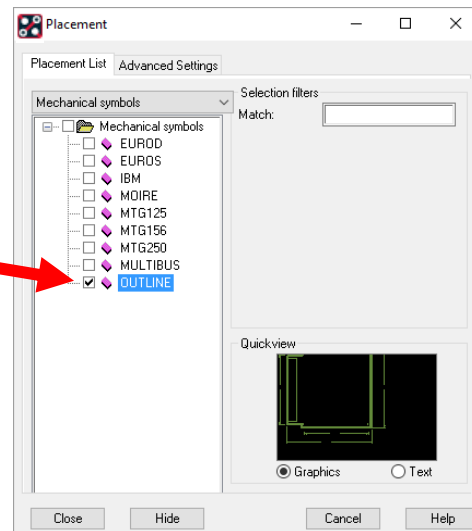 Placement
Placement List
Advanced Settings
Mechanical symbols
Mechanical symbols
EUROD
EUROS
IBM
MOIRE
MTG125
MTG156
MTG250
MULTIBUS
OUTLINE
Selection filters
Match:
Quickview
Graphics
Text
Close
Hide
Cancel
Help